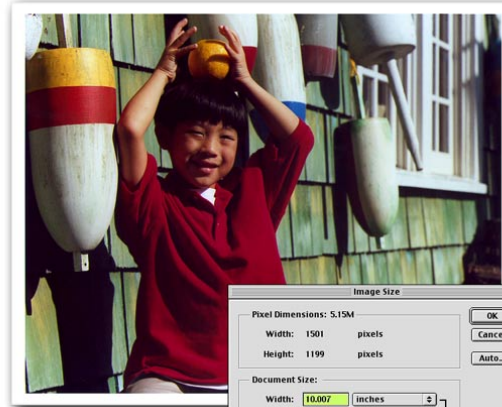 Image Size
Pixel Dimensions: 5.15M
Width: 1501 pixels
Height: 1199 pixels
OK
Cance
Auto..
Document Size:
Width: 10.007 inches